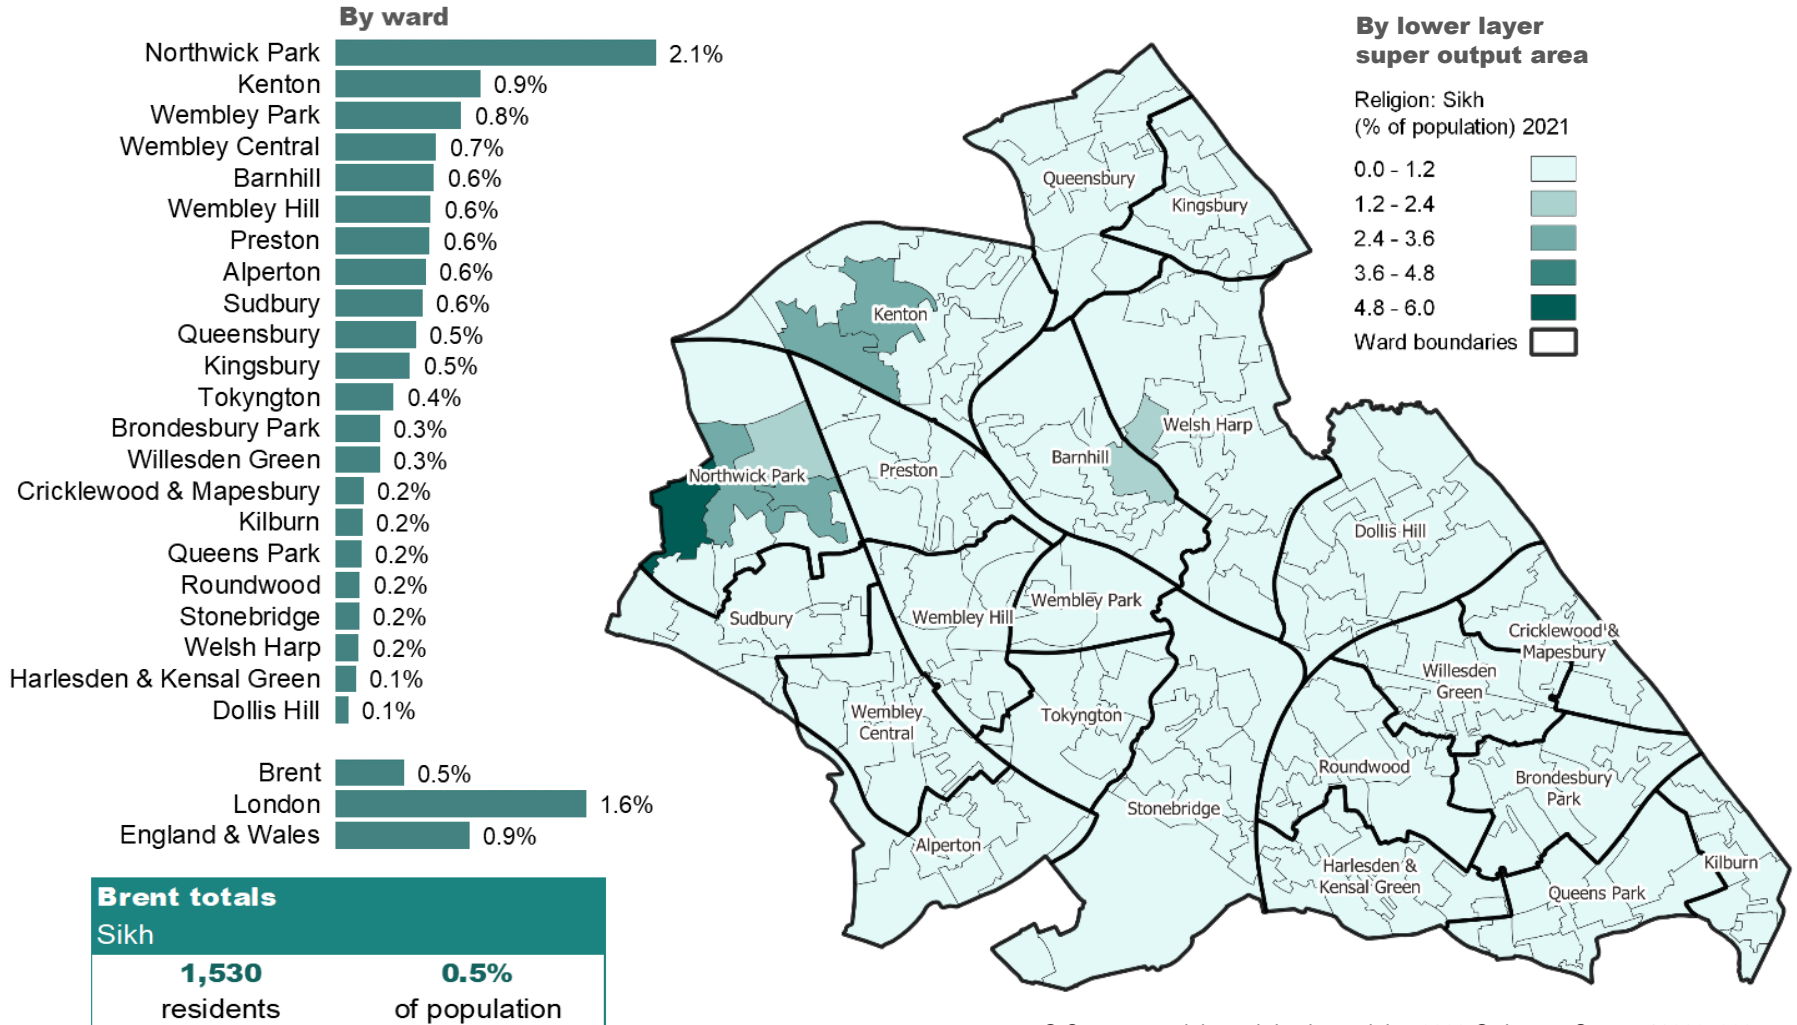 By ward
Northwick Park 2.1%
Kenton 0.9%
Wembley Park 0.8%
Wembley Central 0.7%
Barnhill 0.6%
Wembley Hill 0.6%
Preston 0.6%
Alperton 0.6%
Sudbury 0.6%
Queensbury 0.5%
Kingsbury 0.5%
Tokyngton 0.4%
Brondesbury Park 0.3%
Willesden Green 0.3%
Cricklewood & Mapesbury 0.2%
Kilburn 0.2%
Queens Park 0.2%
Roundwood 0.2%
Stonebridge 0.2%
Welsh Harp 0.2%
Harlesden & Kensal Green 0.1%
Dollis Hill 0.1%
Brent 0.5%
London 1.6%
England & Wales 0.9%
Brent totals
Sikh
1,530 0.5%
residents of population
By lower layer
super output area
Religion: Sikh
(% of population) 2021
0.0 - 1.2
1.2 - 2.4
2.4 - 3.6
3.6 - 4.8
4.8 - 6.0
Ward boundaries
Queensbury
Kingsbury
Kenton
Welsh Harp
Barnhill
Preston
Northwick Park
Dollis Hill
Wembley Park
Wembley Hill
Sudbury
Cricklewood &
Mapesbury
Willesden
Green
Wembley
Central
Tokyngton
Roundwood
Brondesbury
Park
Stonebridge
Alperton
Harlesden &
Kensal Green
Queens Park
Kilburn